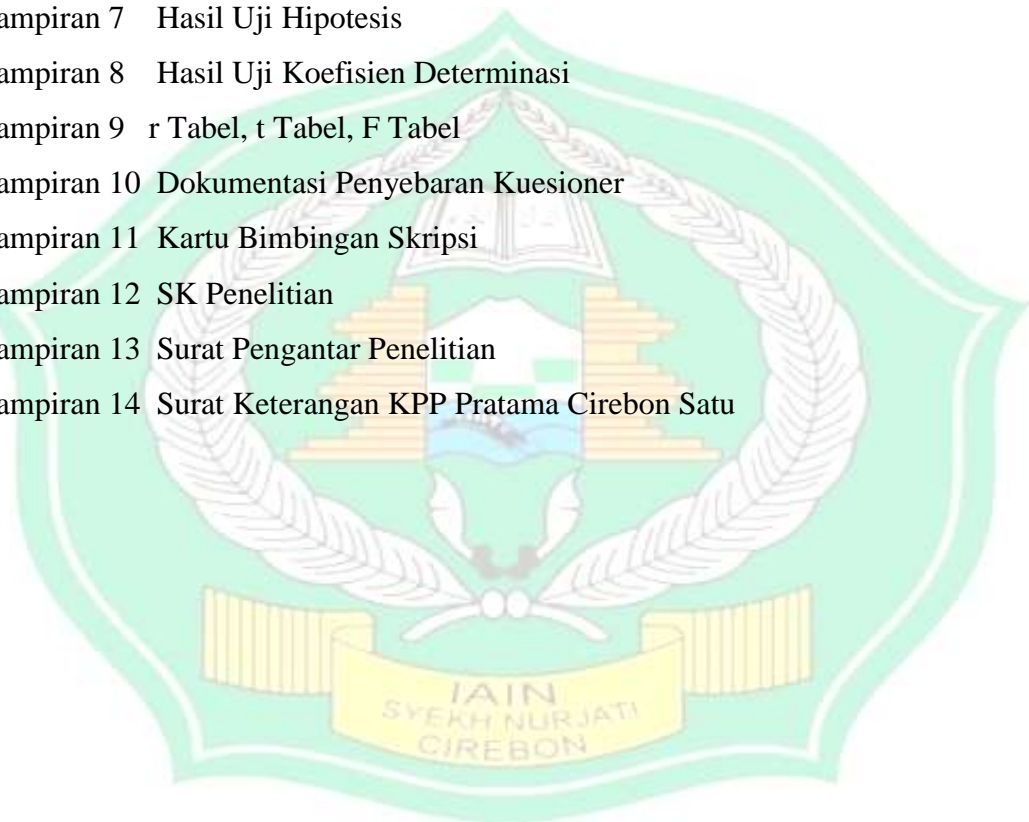 ampiran 7 Hasil Uji Hipotesis
ampiran 8 Hasil Uji Koefisien Determinasi
ampiran 9 r Tabel, t Tabel, F Tabel
ampiran 10 Dokumentasi Penyebaran Kuesioner
ampiran 11 Kartu Bimbingan Skripsi
ampiran 12 SK Penelitian
ampiran 13 Surat Pengantar Penelitian
ampiran 14 Surat Keterangan KPP Pratama Cirebon Satu
IAIN
SYEKH NURJATI
CIREBON